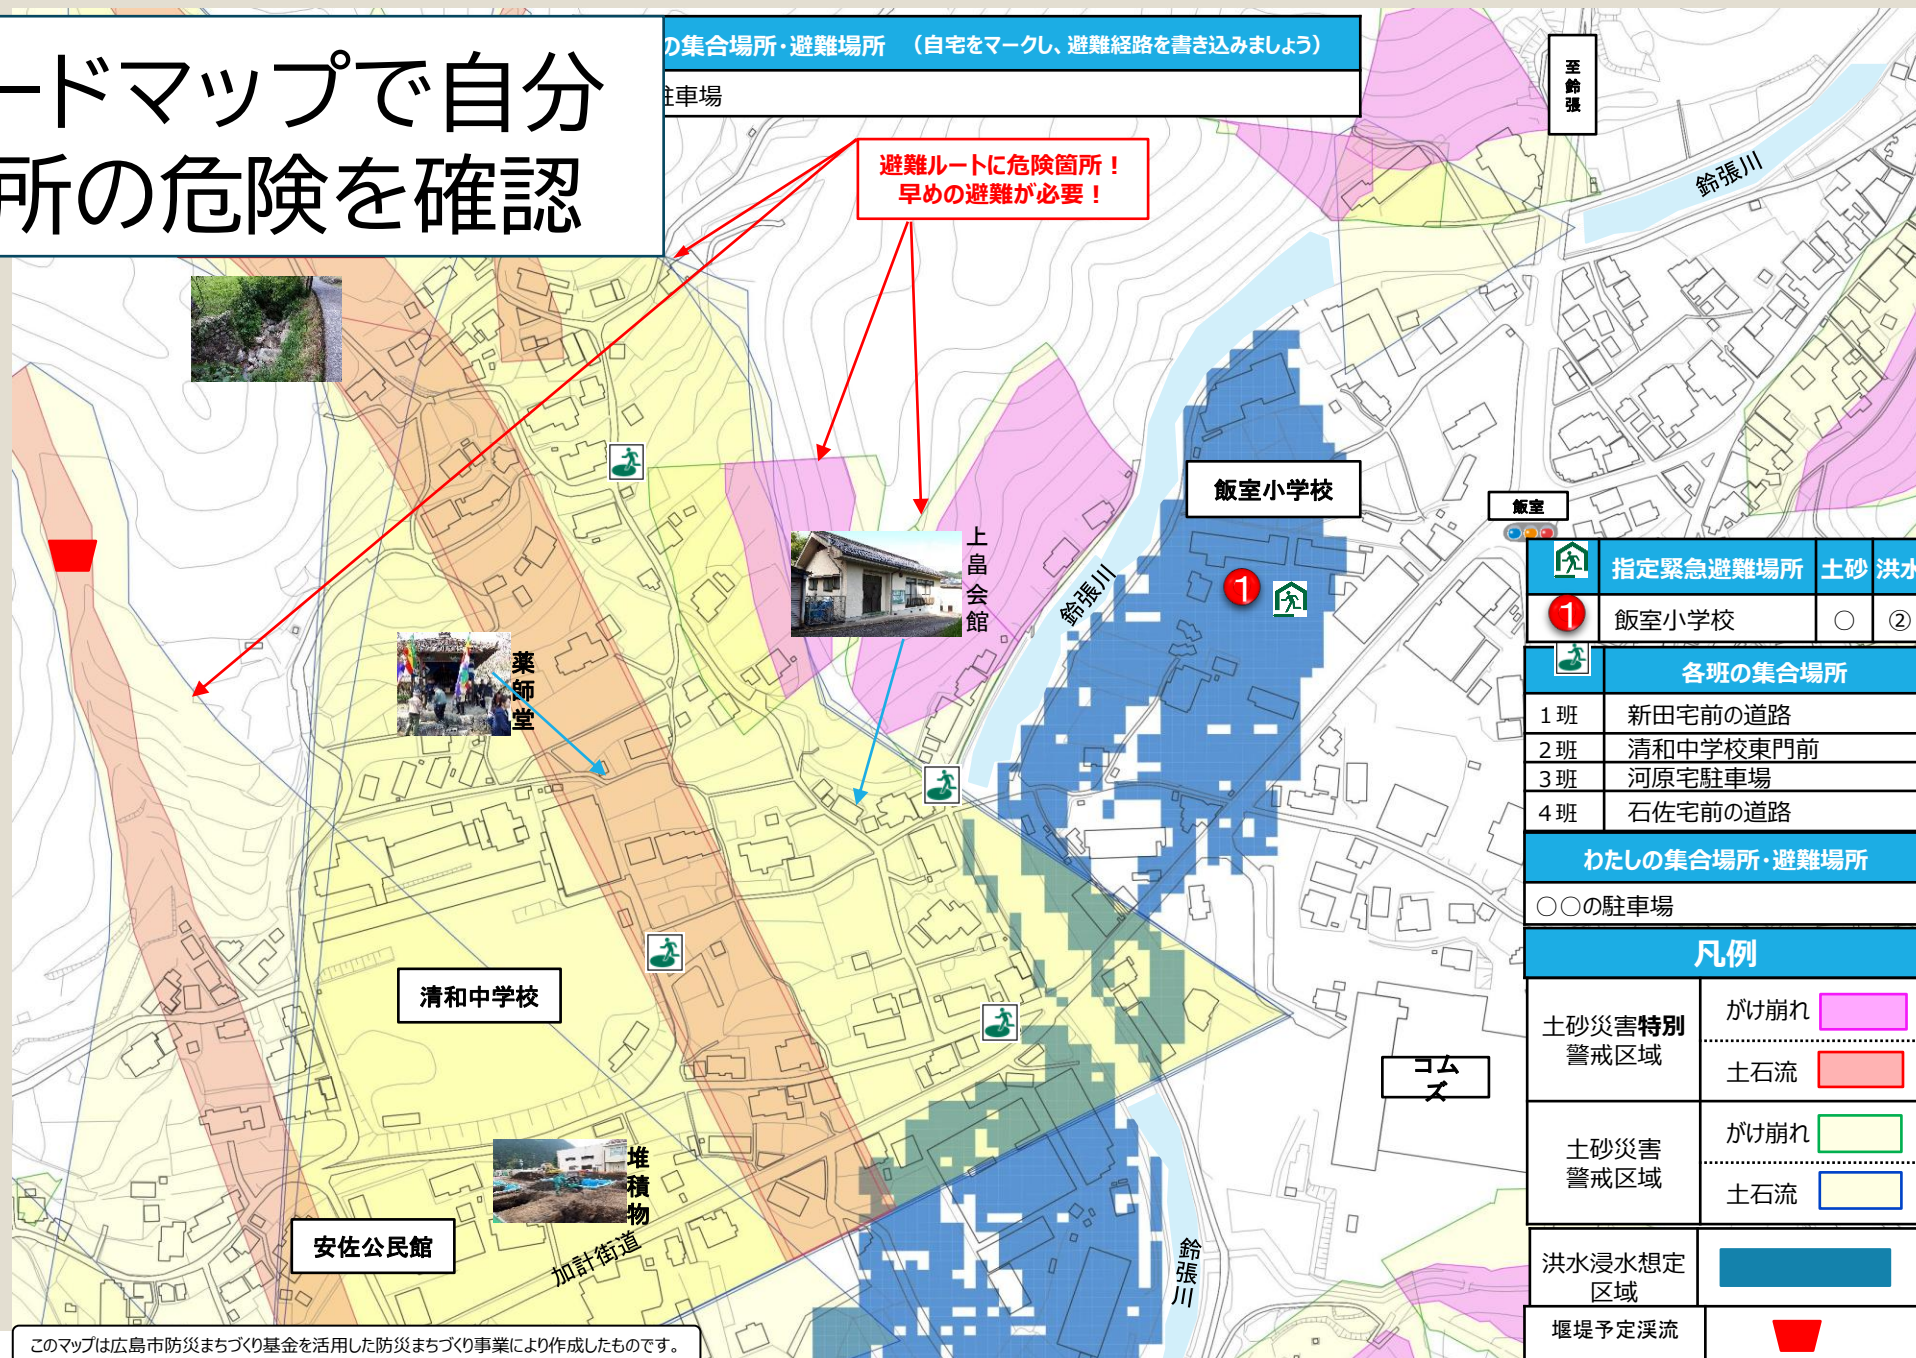 ードマップで自分
所の危険を確認
の集合場所・避難場所 （自宅をマークし、避難経路を書き込みましょう）
駐車場
避難ルートに危険箇所！
早めの避難が必要！
至鈴張
鈴張川
飯室小学校
飯室
上畠会館
鈴張川
1
薬師堂
清和中学校
コムズ
堆積物
安佐公民館
加計街道
鈴張川
指定緊急避難場所 土砂 洪水
1 飯室小学校 ○ ②
各班の集合場所
1班 新田宅前の道路
2班 清和中学校東門前
3班 河原宅駐車場
4班 石佐宅前の道路
わたしの集合場所・避難場所
○○の駐車場
凡例
土砂災害特別
警戒区域
がけ崩れ
土石流
土砂災害
警戒区域
がけ崩れ
土石流
洪水浸水想定
区域
堰堤予定渓流
このマップは広島市防災まちづくり基金を活用した防災まちづくり事業により作成したものです。